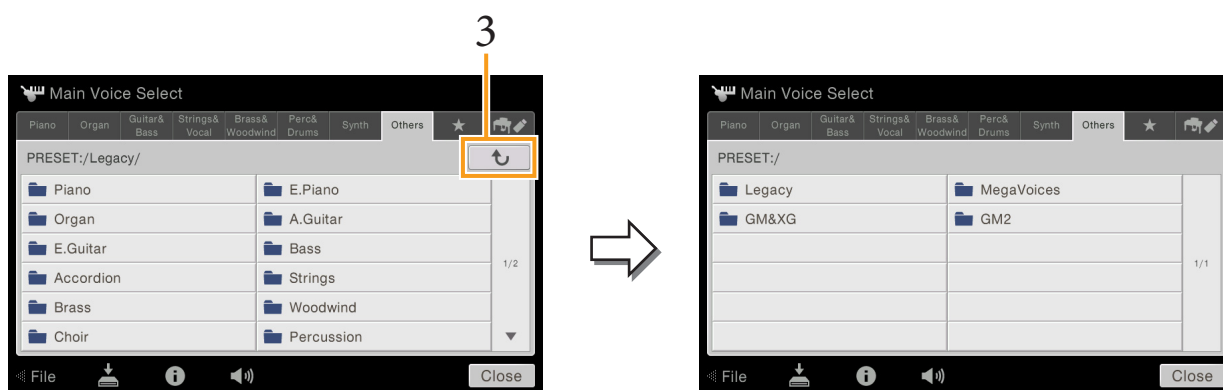 3
Main Voice Select
Piano Organ Guitar& Bass Strings& Vocal Brass& Woodwind Perc& Drums Synth Others
PRESET:/Legacy/
Piano E.Piano
Organ A.Guitar
E.Guitar Bass
Accordion Strings
Brass Woodwind
Choir Percussion
1/2
File Close
Main Voice Select
Piano Organ Guitar& Bass Strings& Vocal Brass& Woodwind Perc& Drums Synth Others
PRESET:/
Legacy MegaVoices
GM&XG GM2
1/1
File Close